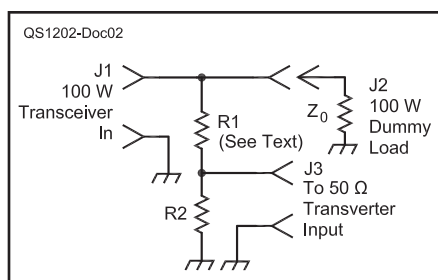 QS1202-Doc02
J1
100 W
Transceiver
In
R1
(See Text)
R2
J3
To 50 Ω
Transverter
Input
Z0
J2
100 W
Dummy
Load